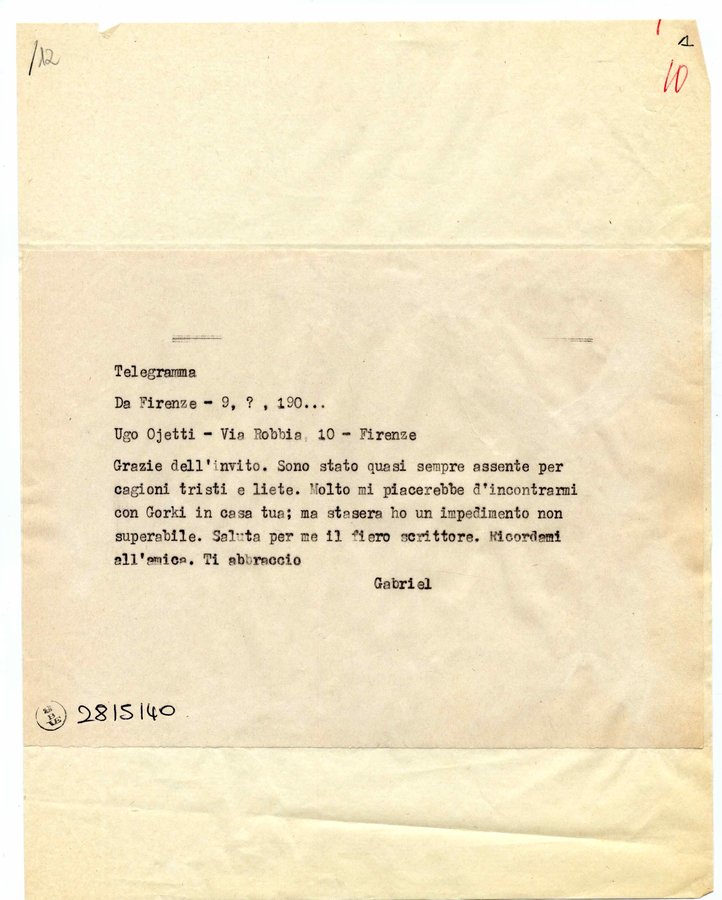 /12
1
10
Telegramma
Da Firenze - 9, ? , 190...
Ugo Ojetti - Via Robbia, 10 - Firenze
Grazie dell'invito. Sono stato quasi sempre assente per
cagioni tristi e liete. Molto mi piacerebbe d'incontrarmi
con Gorki in casa tua; ma stasera ho un impedimento non
superabile. Saluta per me il fiero scrittore. Ricordami
all'amica. Ti abbraccio
Gabriel
2815140